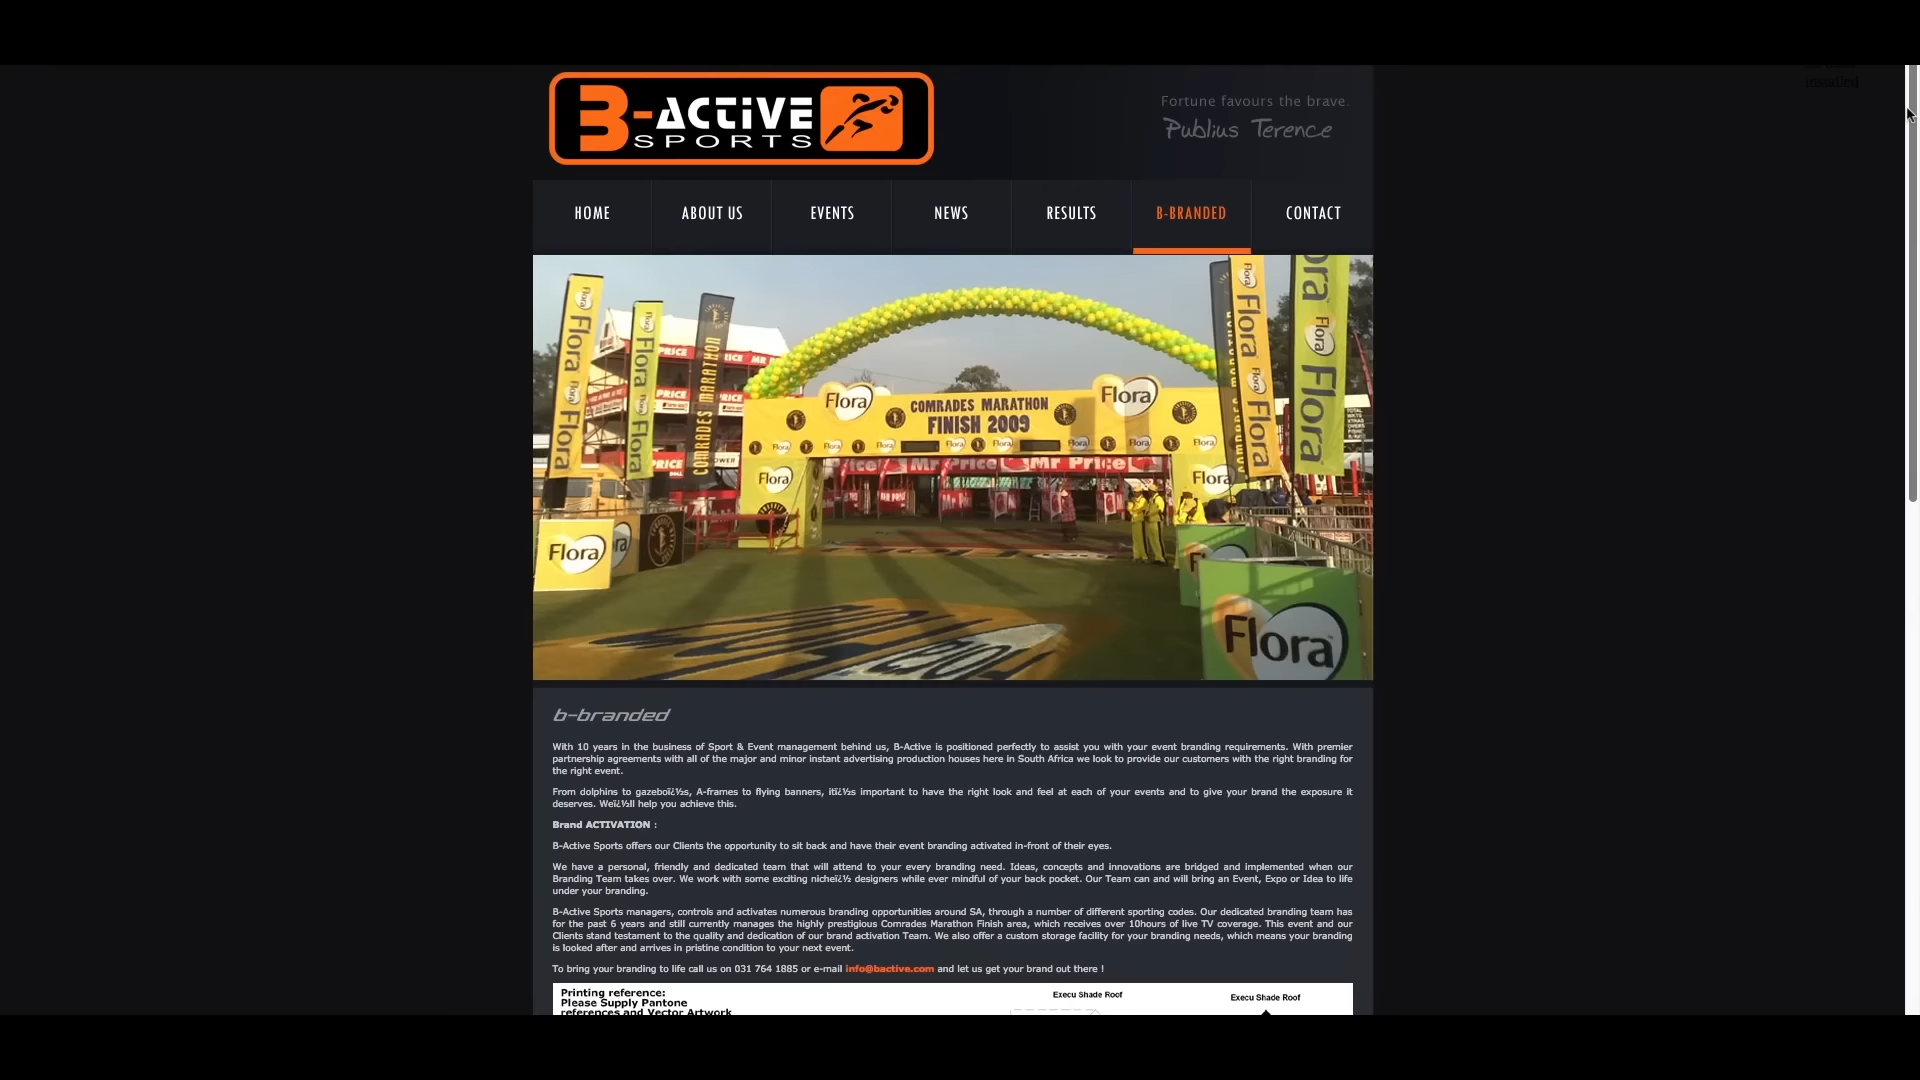 B-ACTIVE
SPORTS
Fortune favours the brave.
Publius Terence
HOME
ABOUT US
EVENTS
NEWS
RESULTS
B-BRANDED
CONTACT
Flora
Flora
COMRADES MARATHON
FINISH 2009
Flora
Flora
Flora
Flora
COMRADES MARATHON
Mr Price
Mr Price
Flora
Flora
Flora
Flora
b-branded
With 10 years in the business of Sport & Event management behind us, B-Active is positioned perfectly to assist you with your event branding requirements. With premier
partnership agreements with all of the major and minor instant advertising production houses here in South Africa we look to provide our customers with the right branding for
the right event.
From dolphins to gazeboï¿½s, A-frames to flying banners, itï¿½s important to have the right look and feel at each of your events and to give your brand the exposure it
deserves. Weï¿½ll help you achieve this.
Brand ACTIVATION :
B-Active Sports offers our Clients the opportunity to sit back and have their event branding activated in-front of their eyes.
We have a personal, friendly and dedicated team that will attend to your every branding need. Ideas, concepts and innovations are bridged and implemented when our
Branding Team takes over. We work with some exciting nicheï¿½ designers while ever mindful of your back pocket. Our Team can and will bring an Event, Expo or Idea to life
under your branding.
B-Active Sports managers, controls and activates numerous branding opportunities around SA, through a number of different sporting codes. Our dedicated branding team has
for the past 6 years and still currently manages the highly prestigious Comrades Marathon Finish area, which receives over 10hours of live TV coverage. This event and our
Clients stand testament to the quality and dedication of our brand activation Team. We also offer a custom storage facility for your branding needs, which means your branding
is looked after and arrives in pristine condition to your next event.
To bring your branding to life call us on 031 764 1885 or e-mail info@bactive.com and let us get your brand out there !
Printing reference:
Please Supply Pantone
references and Vector Artwork
Execu Shade Roof
Execu Shade Roof